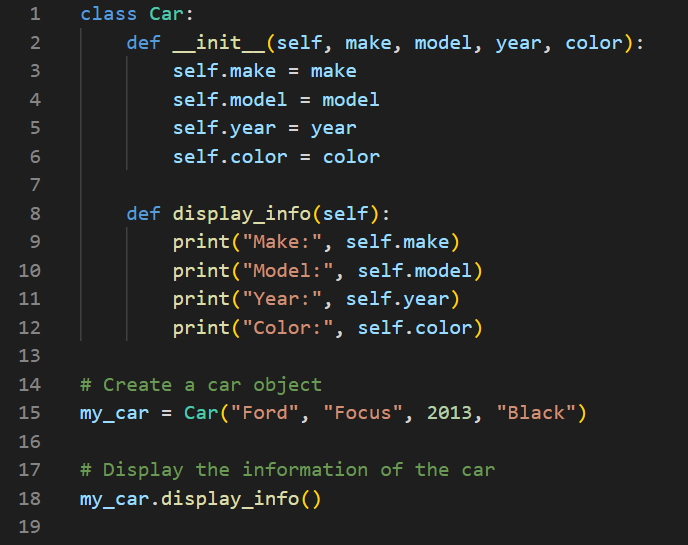 1 class Car:
2     def __init__(self, make, model, year, color):
3         self.make = make
4         self.model = model
5         self.year = year
6         self.color = color
7
8     def display_info(self):
9         print("Make:", self.make)
10         print("Model:", self.model)
11         print("Year:", self.year)
12         print("Color:", self.color)
13
14 # Create a car object
15 my_car = Car("Ford", "Focus", 2013, "Black")
16
17 # Display the information of the car
18 my_car.display_info()
19